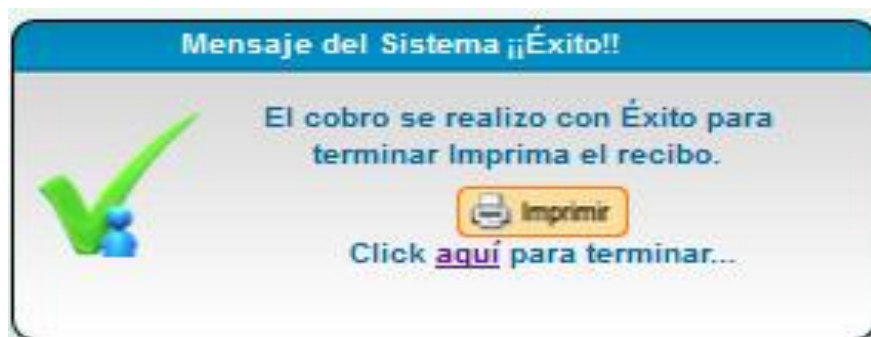 Mensaje del Sistema ¡¡Éxito!!
El cobro se realizo con Éxito para
terminar Imprima el recibo.
Imprimir
Click aquí para terminar...